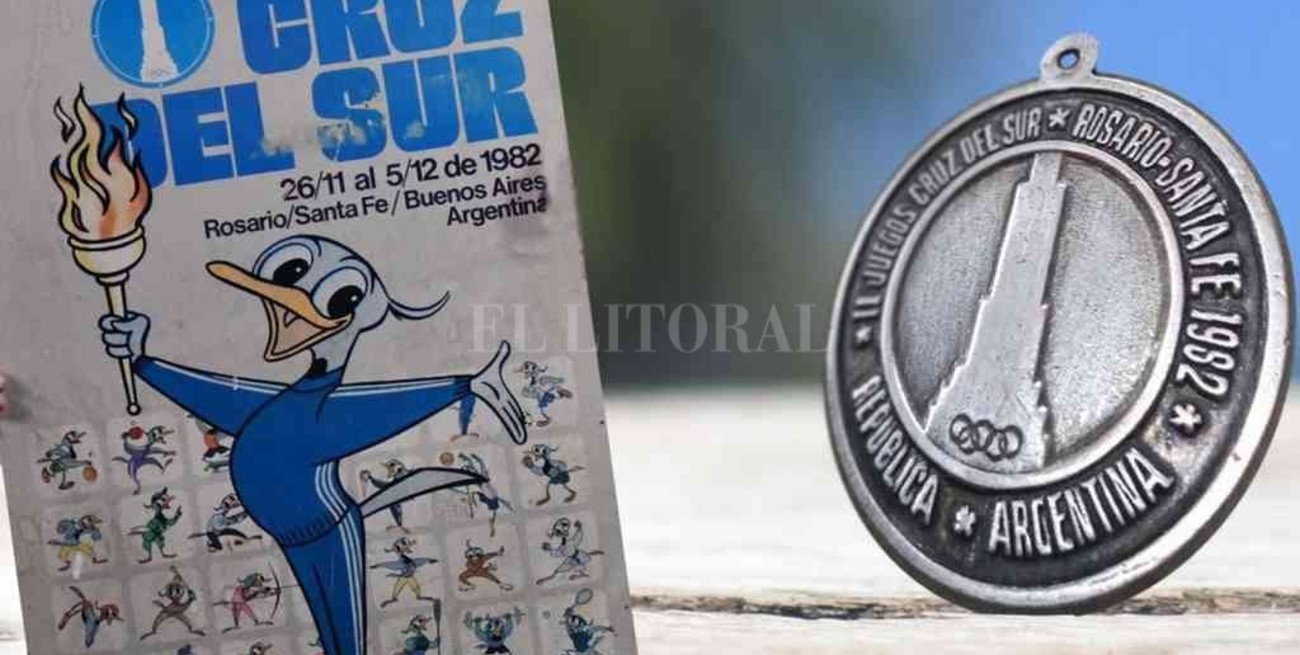 CRUZ
DEL SUR
26/11 al 5/12 de 1982
Rosario/Santa Fe/Buenos Aires
Argentina
EL LITORAL
II JUEGOS CRUZ DEL SUR * ROSARIO-SANTA FE 1982 *
REPUBLICA * ARGENTINA *